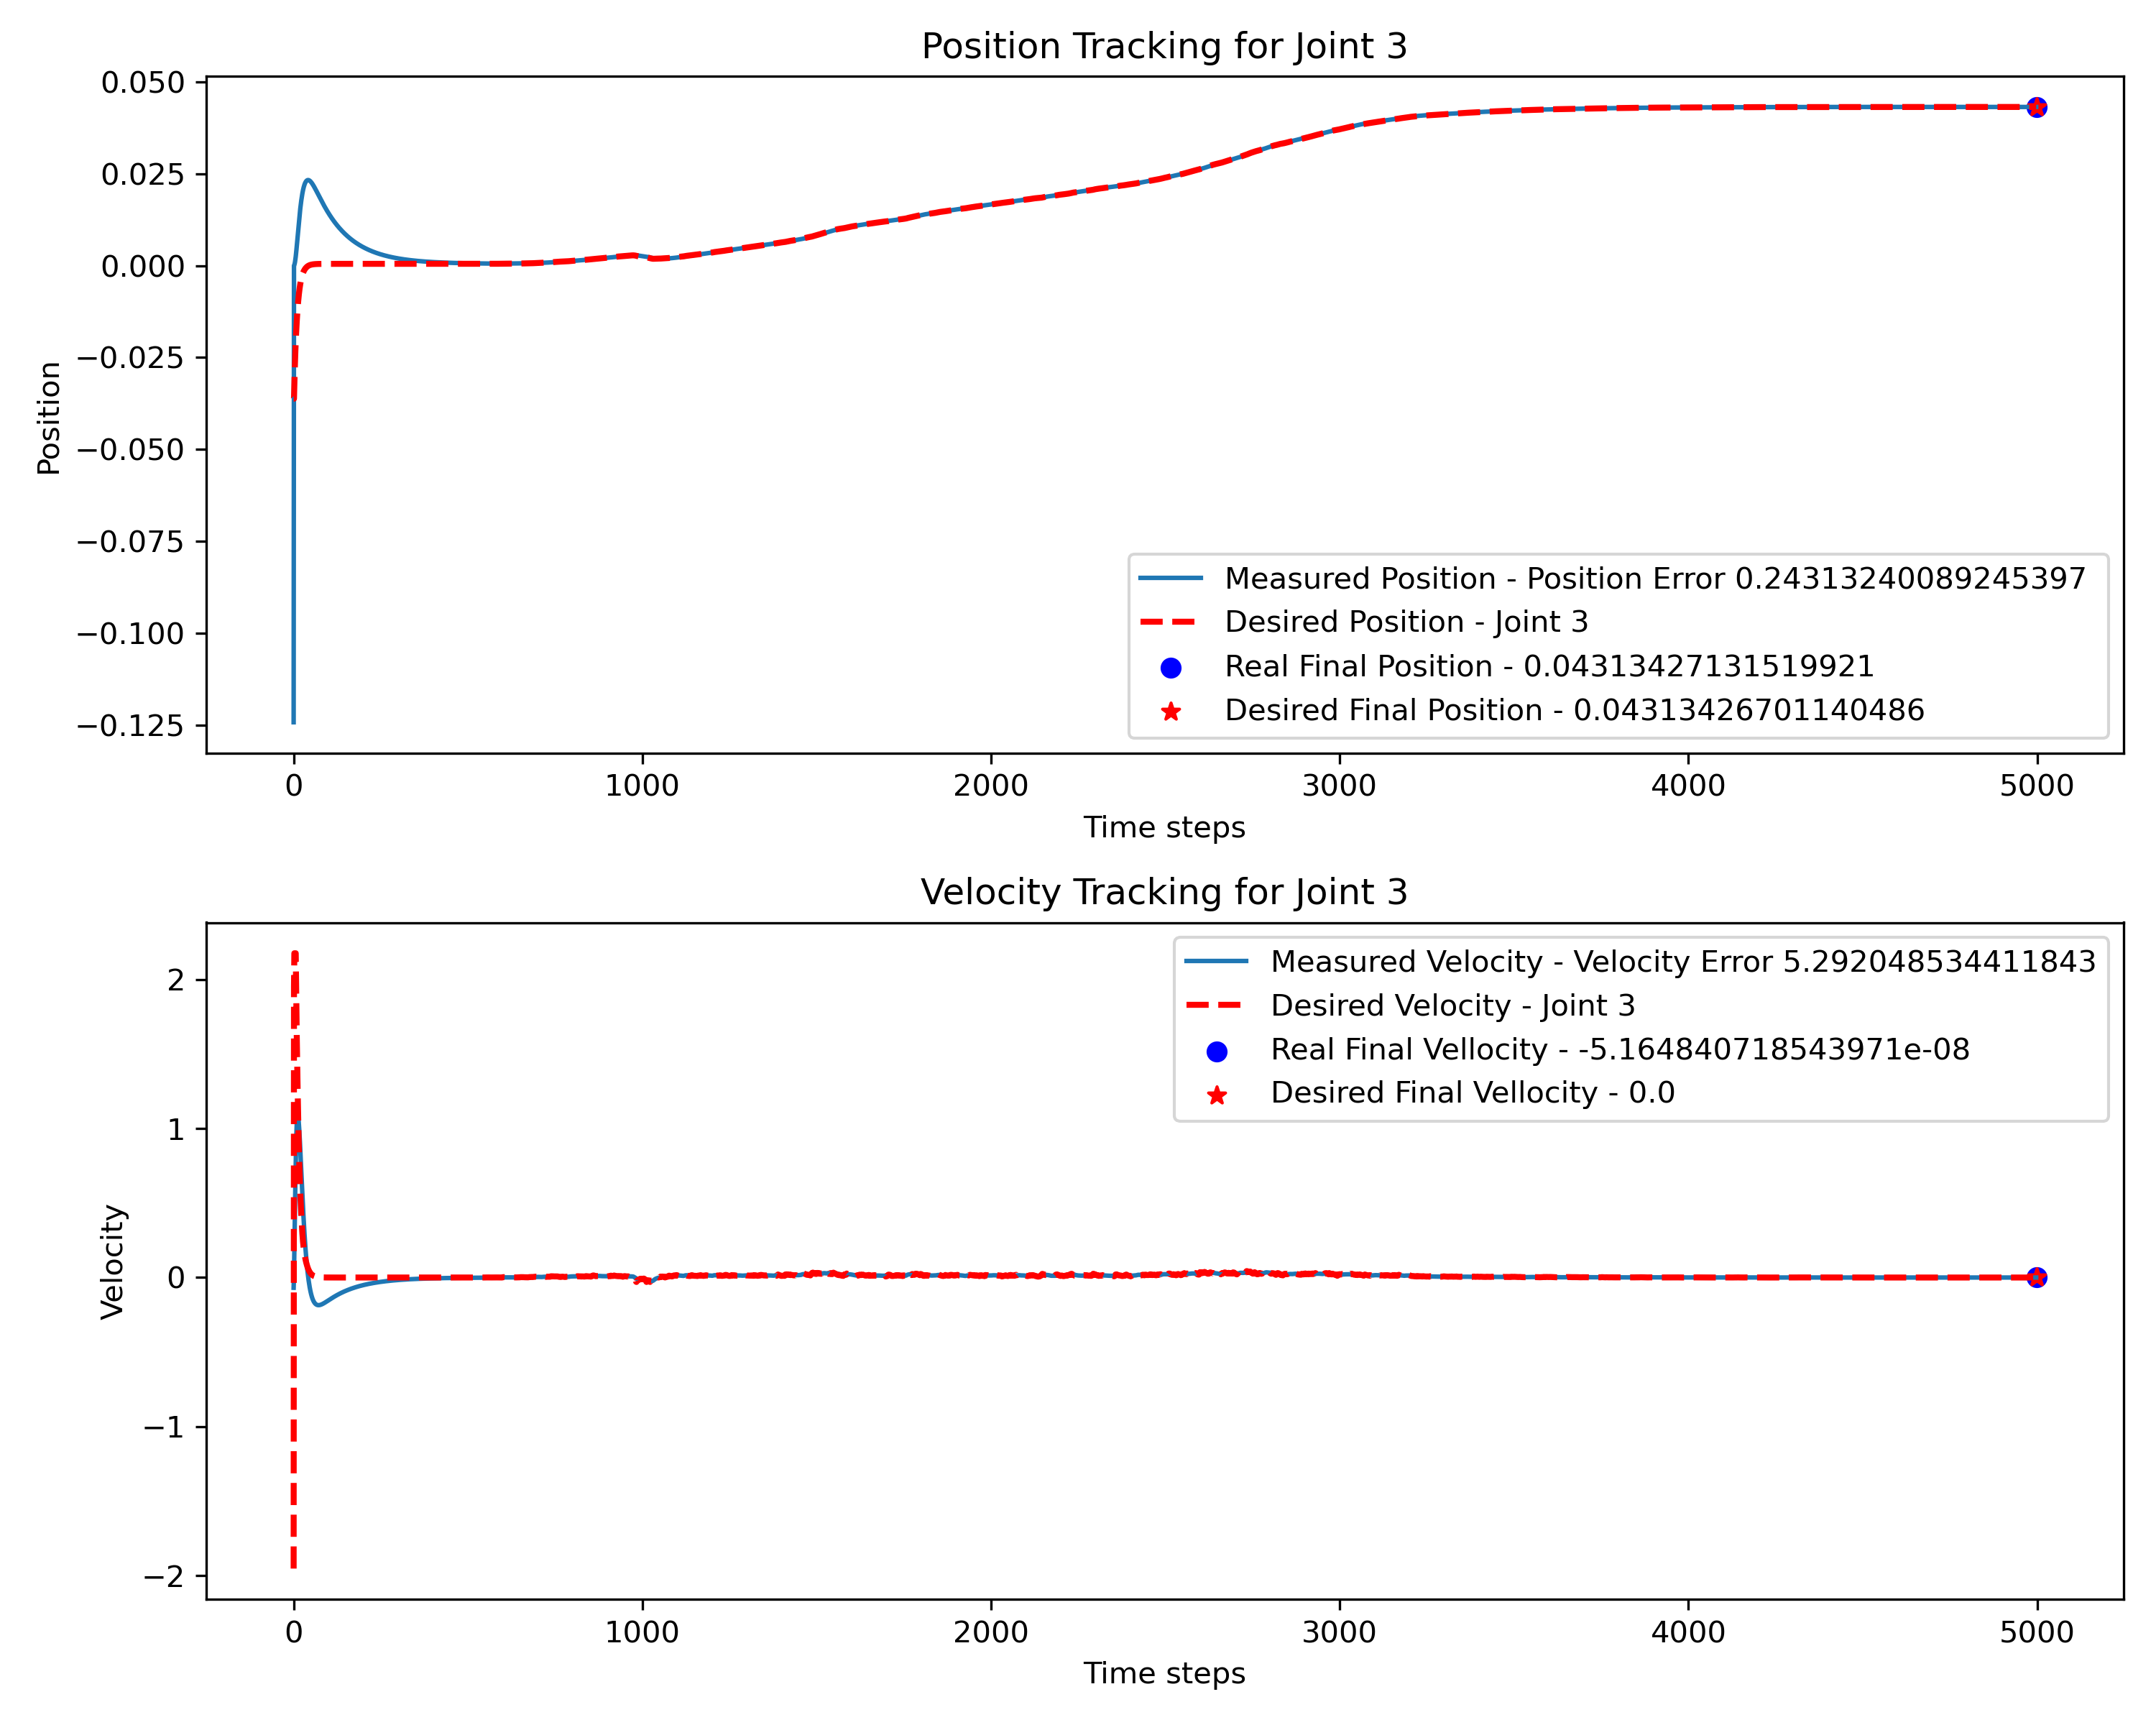 Position Tracking for Joint 3
0.050
0.025
0.000
−0.025
−0.050
−0.075
−0.100
−0.125
Position
Measured Position - Position Error 0.24313240089245397
Desired Position - Joint 3
Real Final Position - 0.04313427131519921
Desired Final Position - 0.04313426701140486
0 1000 2000 3000 4000 5000
Time steps
Velocity Tracking for Joint 3
2
1
0
−1
−2
Velocity
Measured Velocity - Velocity Error 5.292048534411843
Desired Velocity - Joint 3
Real Final Vellocity - -5.164840718543971e-08
Desired Final Vellocity - 0.0
0 1000 2000 3000 4000 5000
Time steps